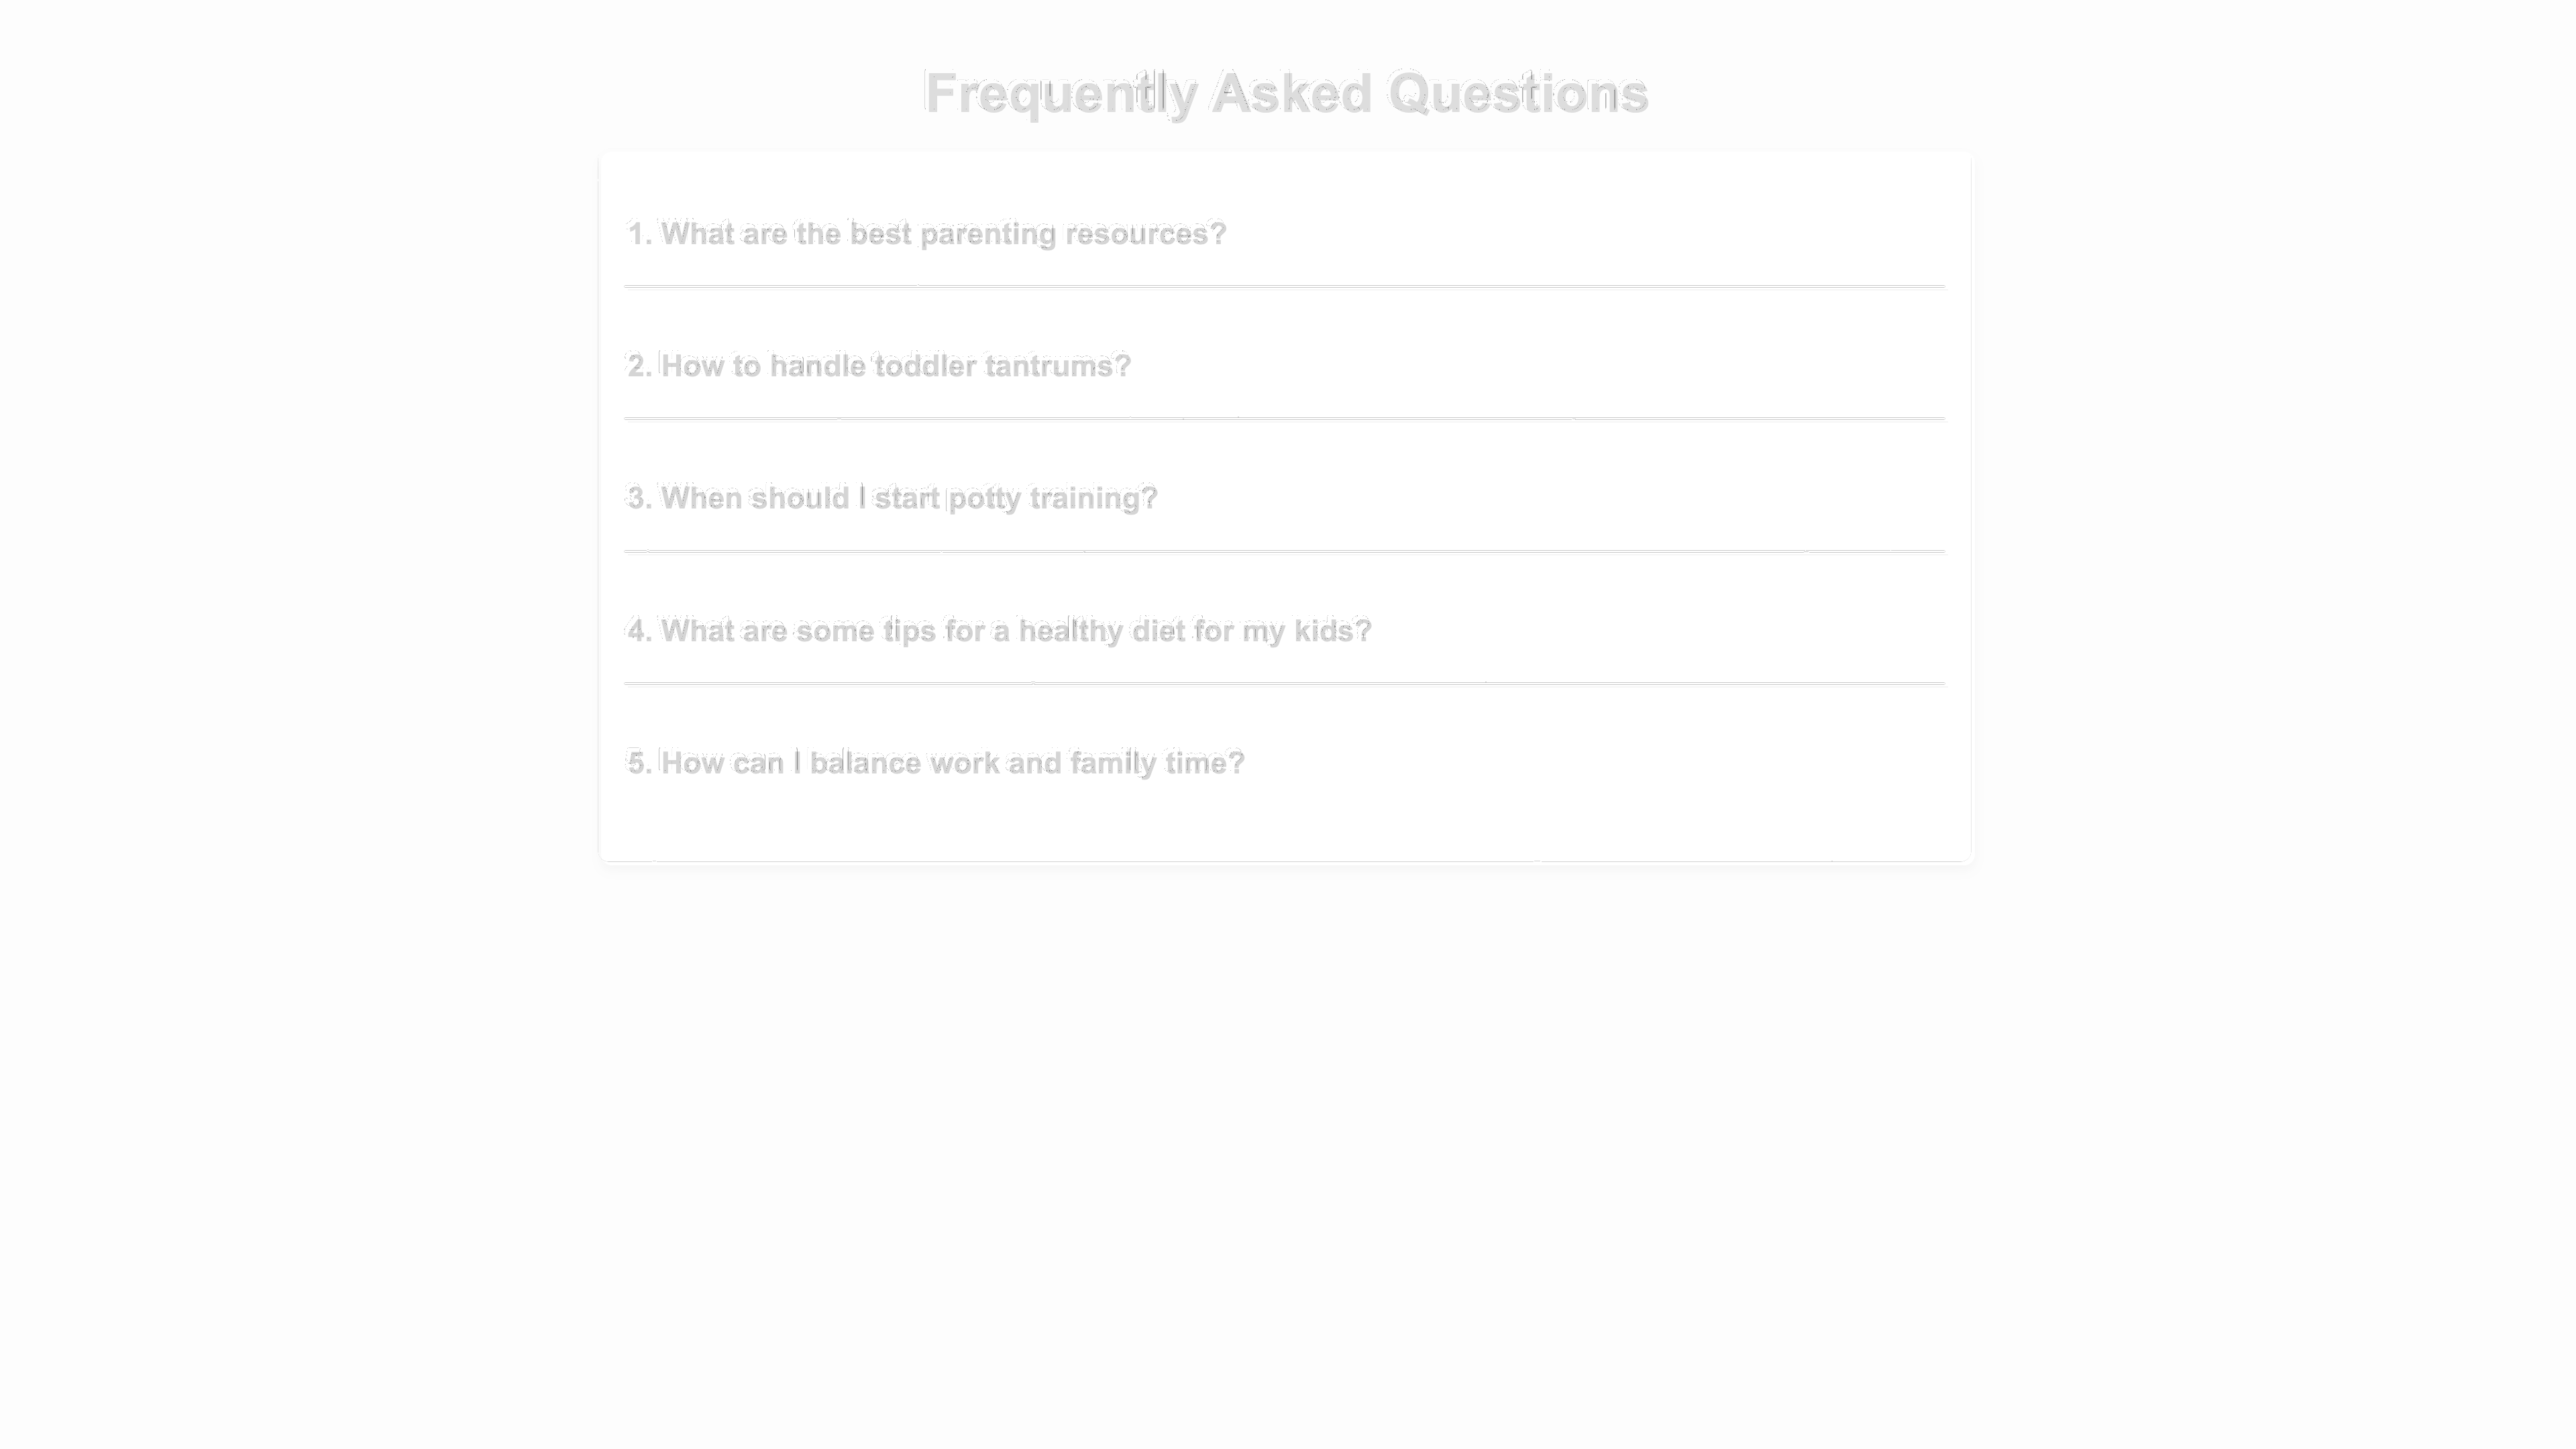 Frequently Asked Questions
1. What are the best parenting resources?
2. How to handle toddler tantrums?
3. When should I start potty training?
4. What are some tips for a healthy diet for my kids?
5. How can I balance work and family time?